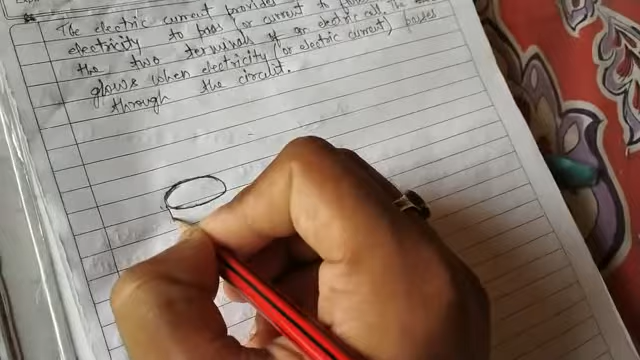 The electric current provides
electricity to pass (or current to
the two terminals of an electric cell. The
glows when electricity (or electric current) passes
through the circuit.